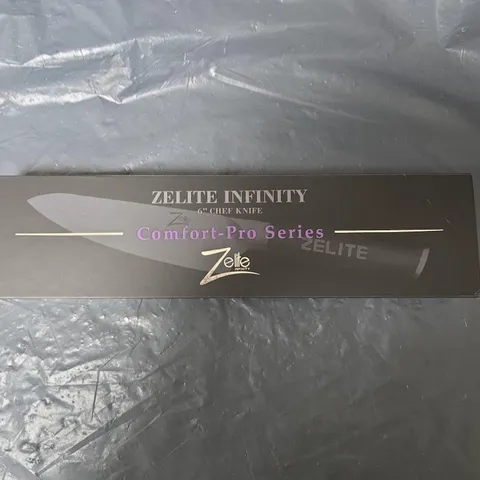 ZELITE INFINITY
6" CHEF KNIFE
Comfort-Pro Series
ZELITE
Zelite
INFINITY